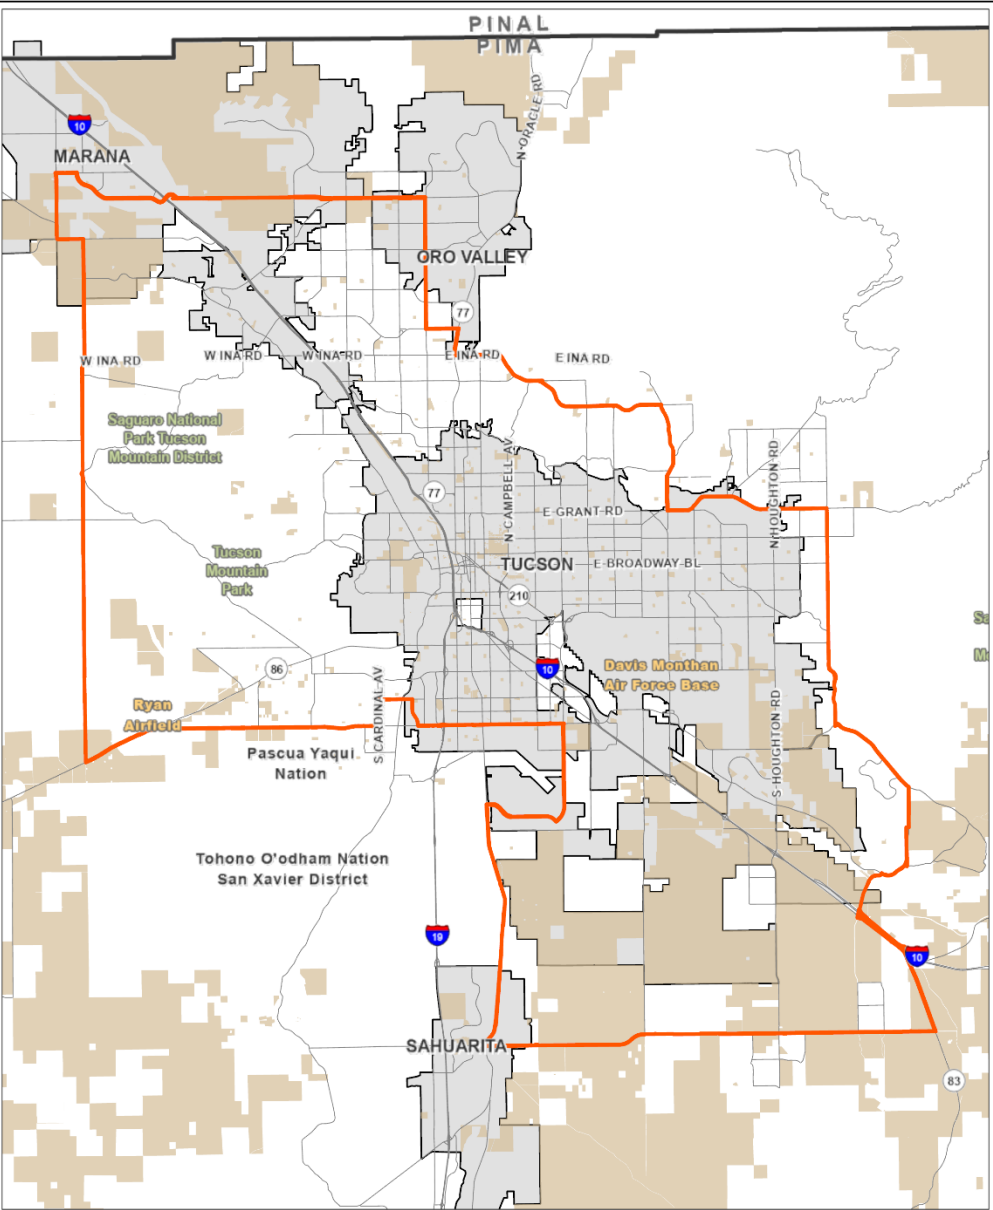 PINAL
PIMA
N ORACLE RD
10
MARANA
ORO VALLEY
77
W INA RD
W INA RD
W INA RD
E INA RD
E INA RD
Saguaro National
Park Tucson
Mountain District
N CAMPBELL AV
N HOUGHTON RD
77
E GRANT RD
Tucson
Mountain
Park
TUCSON
E BROADWAY BL
210
Sa
Mo
86
10
Davis Monthan
Air Force Base
Ryan
Airfield
S CARDINAL AV
S HOUGHTON RD
Pascua Yaqui
Nation
Tohono O'odham Nation
San Xavier District
19
10
SAHUARITA
83